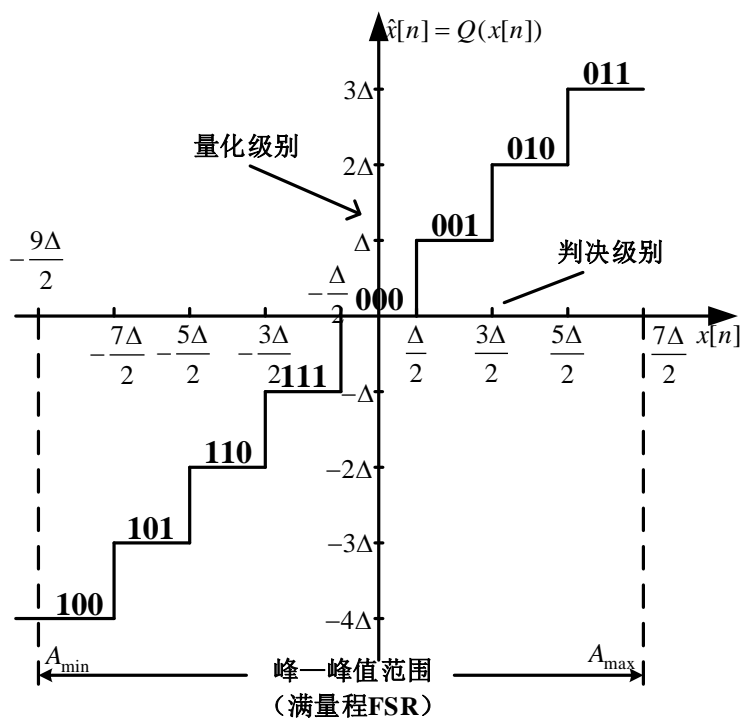 x̂[n] = Q(x[n])
3Δ
011
量化级别
2Δ
010
Δ
001
判决级别
-9Δ/2
-Δ/2
000
-7Δ/2
-5Δ/2
-3Δ/2
Δ/2
3Δ/2
5Δ/2
7Δ/2
x[n]
111
-Δ
110
-2Δ
101
-3Δ
100
-4Δ
A_min
峰—峰值范围
A_max
（满量程FSR）